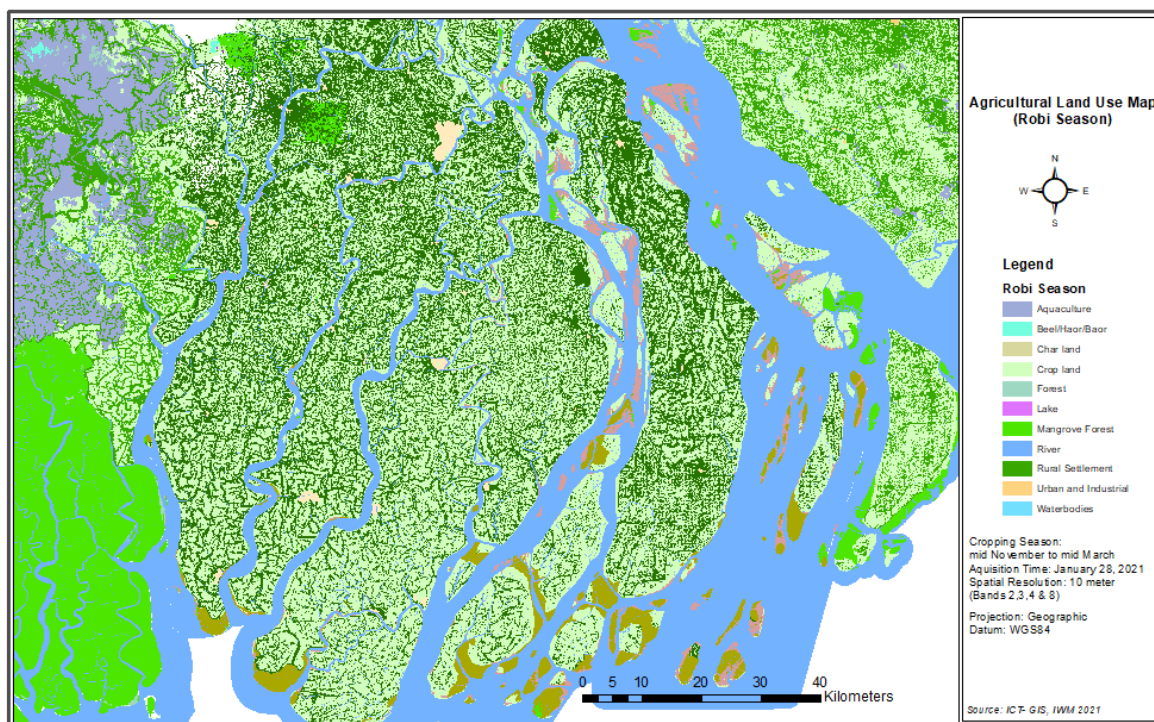 Agricultural Land Use Map
(Robi Season)
N
W E
S
Legend
Robi Season
Aquaculture
Beel/Haor/Baor
Char land
Crop land
Forest
Lake
Mangrove Forest
River
Rural Settlement
Urban and Industrial
Waterbodies
Cropping Season:
mid November to mid March
Aquisition Time: January 28, 2021
Spatial Resolution: 10 meter
(Bands 2,3,4 & 8)
Projection: Geographic
Datum: WGS84
0 5 10 20 30 40
Kilometers
Source: ICT- GIS, IWM 2021